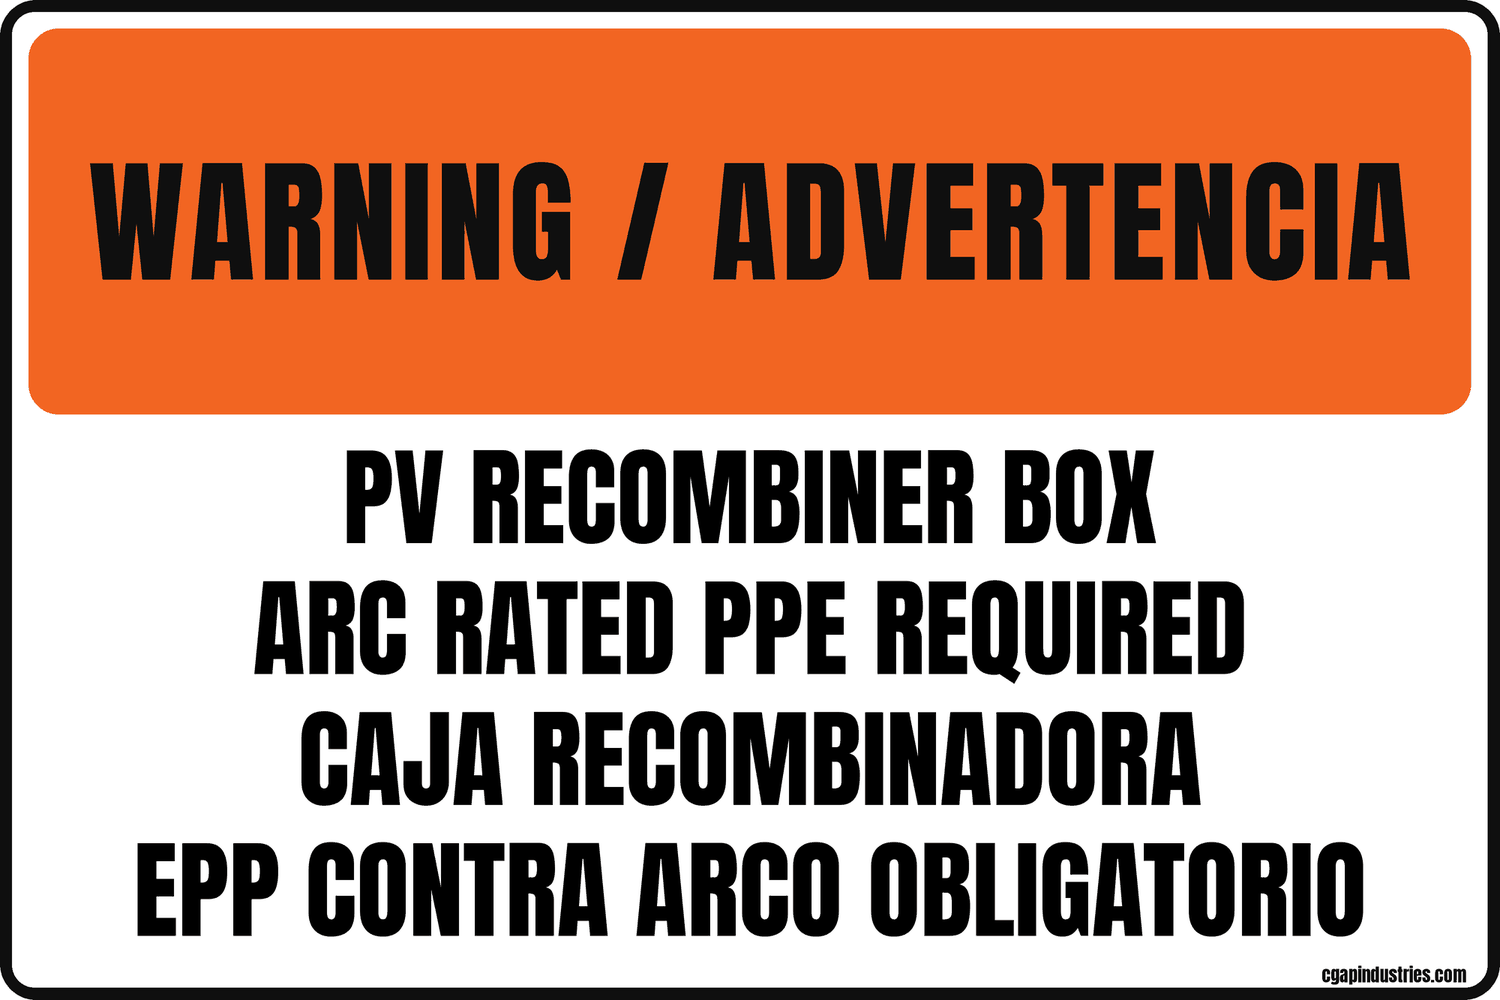 WARNING / ADVERTENCIA
PV RECOMBINER BOX
ARC RATED PPE REQUIRED
CAJA RECOMBINADORA
EPP CONTRA ARCO OBLIGATORIO
cgapindustries.com